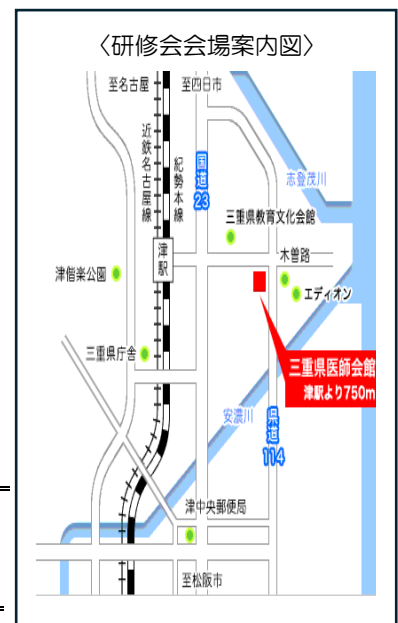 〈研修会会場案内図〉
至名古屋
至四日市
近鉄名古屋線
紀勢本線
国道23
志登茂川
三重県教育文化会館
津駅
木曽路
津偕楽公園
エディオン
三重県庁舎
三重県医師会館
津駅より750m
安濃川
県道114
津中央郵便局
至松阪市